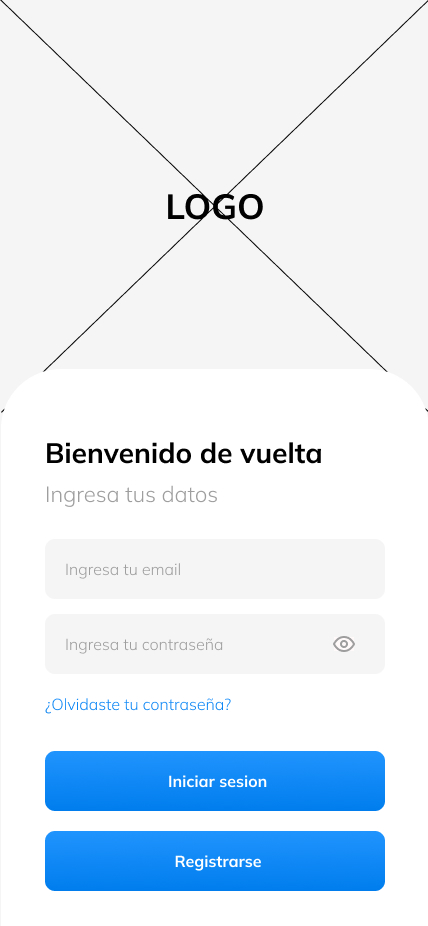 LOGO
Bienvenido de vuelta
Ingresa tus datos
Ingresa tu email
Ingresa tu contraseña
¿Olvidaste tu contraseña?
Iniciar sesion
Registrarse